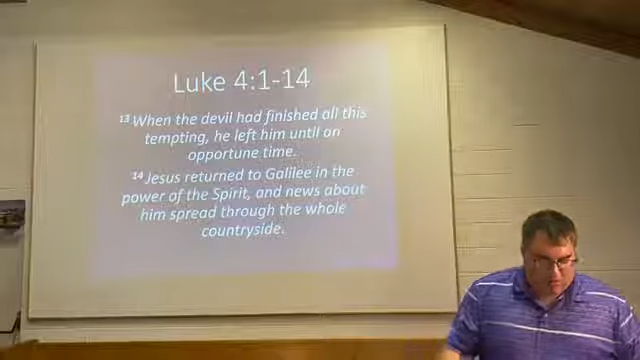 Luke 4:1-14
13 When the devil had finished all this
tempting, he left him until an
opportune time.
14 Jesus returned to Galilee in the
power of the Spirit, and news about
him spread through the whole
countryside.